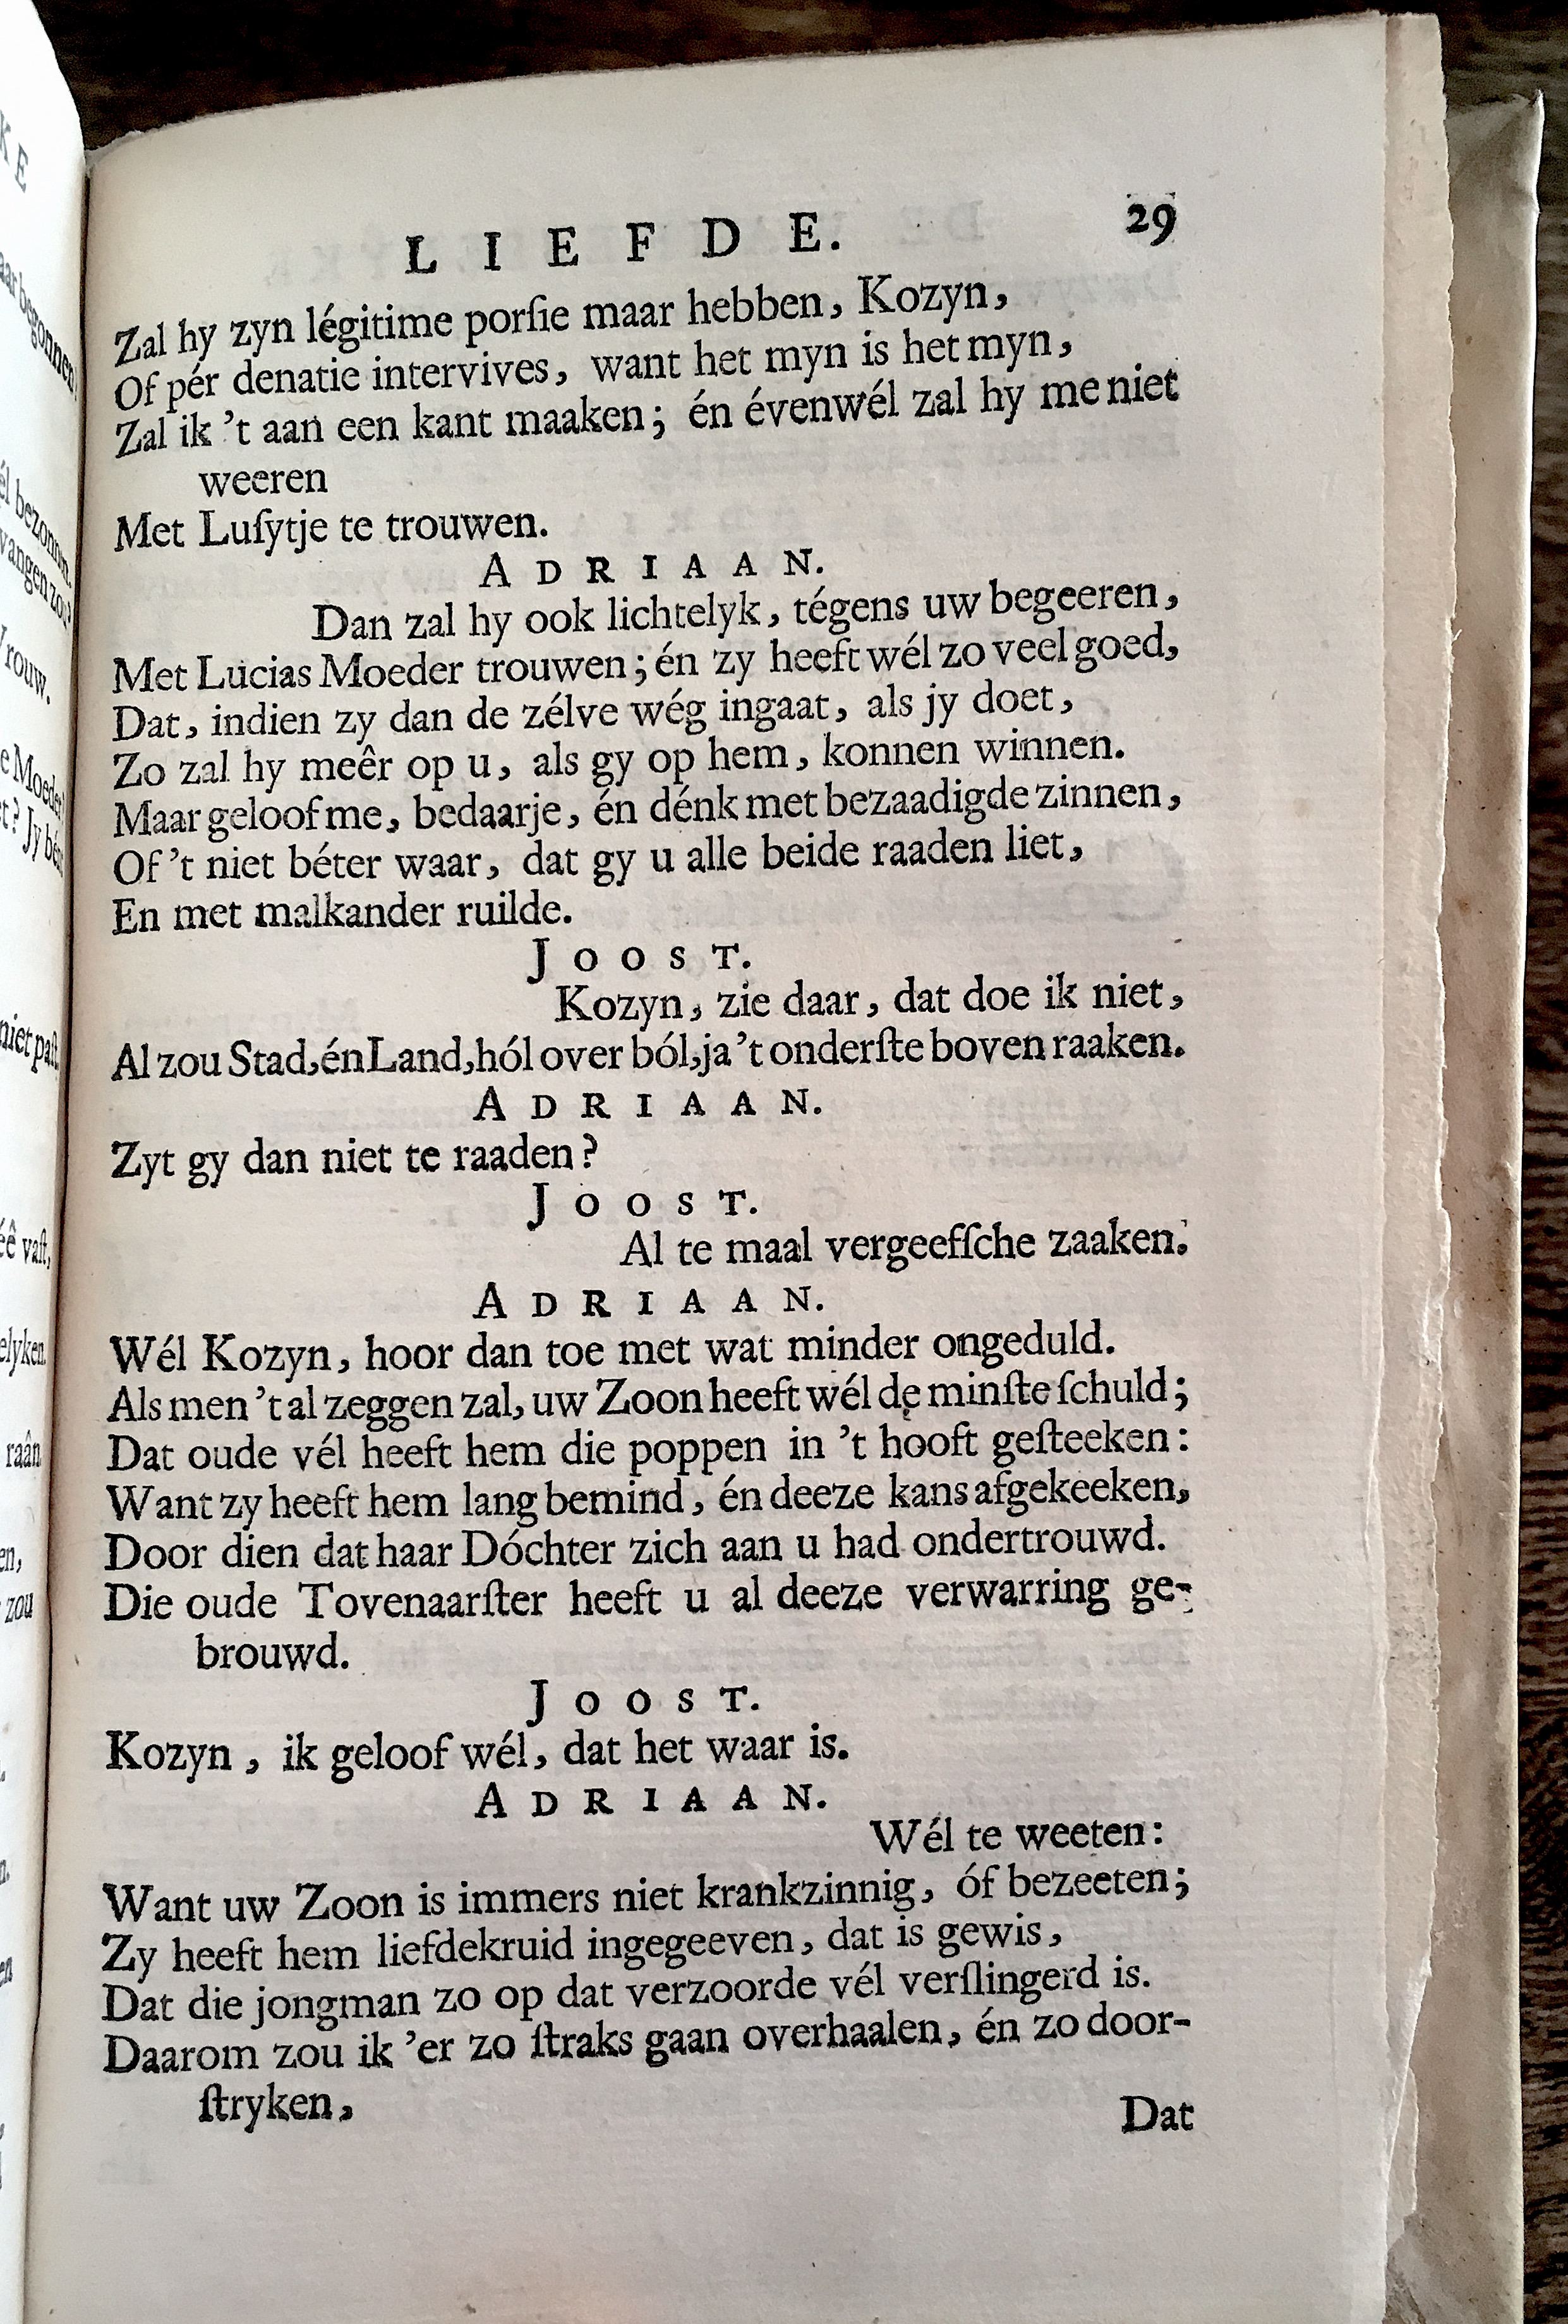 LIEFDE. 29
Zal hy zyn légitime porſie maar hebben, Kozyn,
Of pér denatie intervives, want het myn is het myn,
Zal ik 't aan een kant maaken; én évenwél zal hy me niet
weeren
Met Luſytje te trouwen.
ADRIAAN.
Dan zal hy ook lichtelyk, tégens uw begeeren,
Met Lucias Moeder trouwen; én zy heeft wél zo veel goed,
Dat, indien zy dan de zélve wég ingaat, als jy doet,
Zo zal hy meêr op u, als gy op hem, konnen winnen.
Maar geloof me, bedaarje, én dénk met bezaadigde zinnen,
Of 't niet béter waar, dat gy u alle beide raaden liet,
En met malkander ruilde.
JOOST.
Kozyn, zie daar, dat doe ik niet,
Al zou Stad, én Land, hól over ból, ja 't onderſte boven raaken.
ADRIAAN.
Zyt gy dan niet te raaden?
JOOST.
Al te maal vergeefſche zaaken.
ADRIAAN.
Wél Kozyn, hoor dan toe met wat minder ongeduld.
Als men 't al zeggen zal, uw Zoon heeft wél de minſte ſchuld;
Dat oude vél heeft hem die poppen in 't hooft geſteeken:
Want zy heeft hem lang bemind, én deeze kans afgekeeken,
Door dien dat haar Dóchter zich aan u had ondertrouwd.
Die oude Tovenaarſter heeft u al deeze verwarring ge-
brouwd.
JOOST.
Kozyn, ik geloof wél, dat het waar is.
ADRIAAN.
Wél te weeten:
Want uw Zoon is immers niet krankzinnig, óf bezeeten;
Zy heeft hem liefdekruid ingegeeven, dat is gewis,
Dat die jongman zo op dat verzoorde vél verſlingerd is.
Daarom zou ik 'er zo ſtraks gaan overhaalen, én zo door-
ſtryken,
Dat